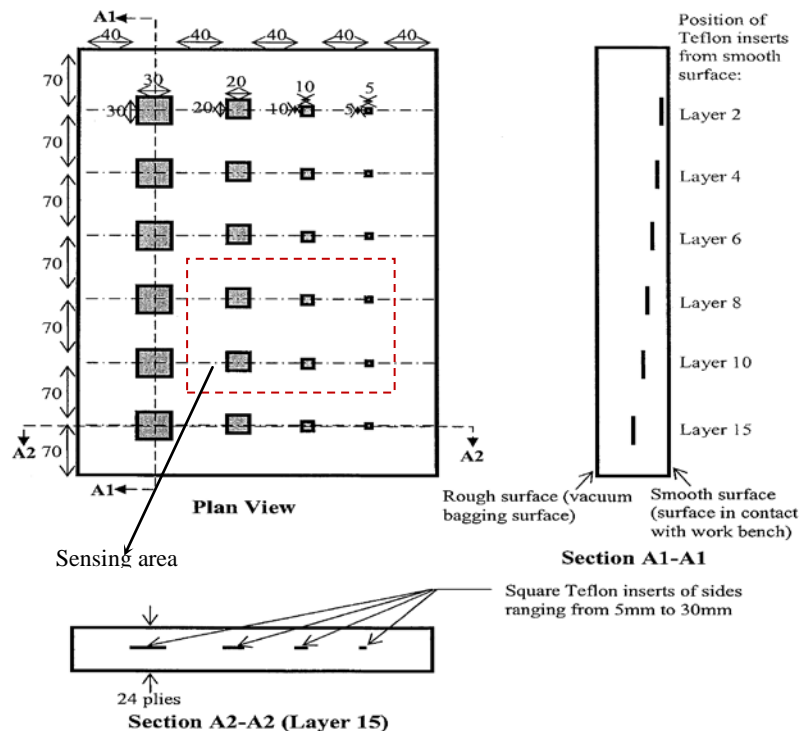 A1
40 40 40 40 40
70
30 20 10 5
30 20 10 5
70
70
70
70
70
A2
A2
70
A1
Plan View
Sensing area
Position of
Teflon inserts
from smooth
surface:
Layer 2
Layer 4
Layer 6
Layer 8
Layer 10
Layer 15
Rough surface (vacuum
bagging surface)
Smooth surface
(surface in contact
with work bench)
Section A1-A1
Square Teflon inserts of sides
ranging from 5mm to 30mm
24 plies
Section A2-A2 (Layer 15)